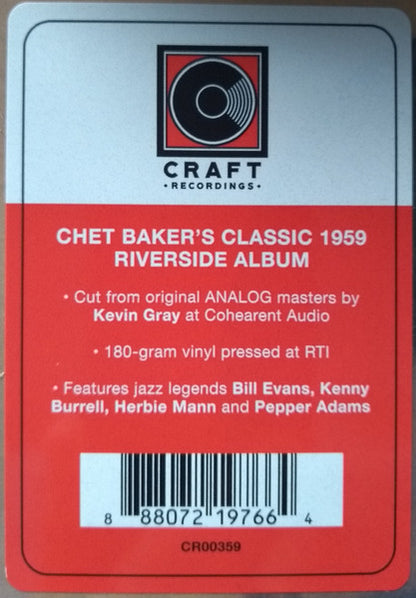 CRAFT
• RECORDINGS •
CHET BAKER'S CLASSIC 1959
RIVERSIDE ALBUM
• Cut from original ANALOG masters by
Kevin Gray at Cohearent Audio
• 180-gram vinyl pressed at RTI
• Features jazz legends Bill Evans, Kenny
Burrell, Herbie Mann and Pepper Adams
8 88072 19766 4
CR00359